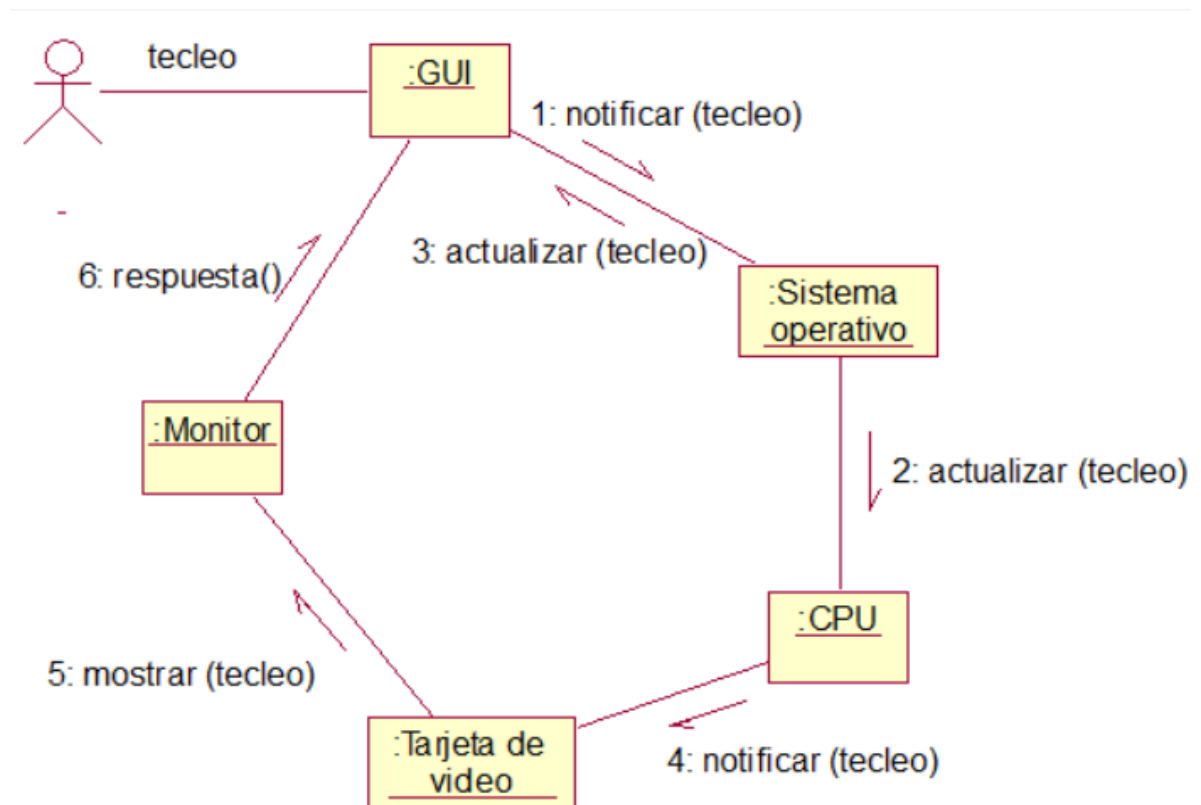 tecleo
:GUI
1: notificar (tecleo)
3: actualizar (tecleo)
6: respuesta()
:Sistema
operativo
:Monitor
2: actualizar (tecleo)
:CPU
5: mostrar (tecleo)
:Tarjeta de
video
4: notificar (tecleo)